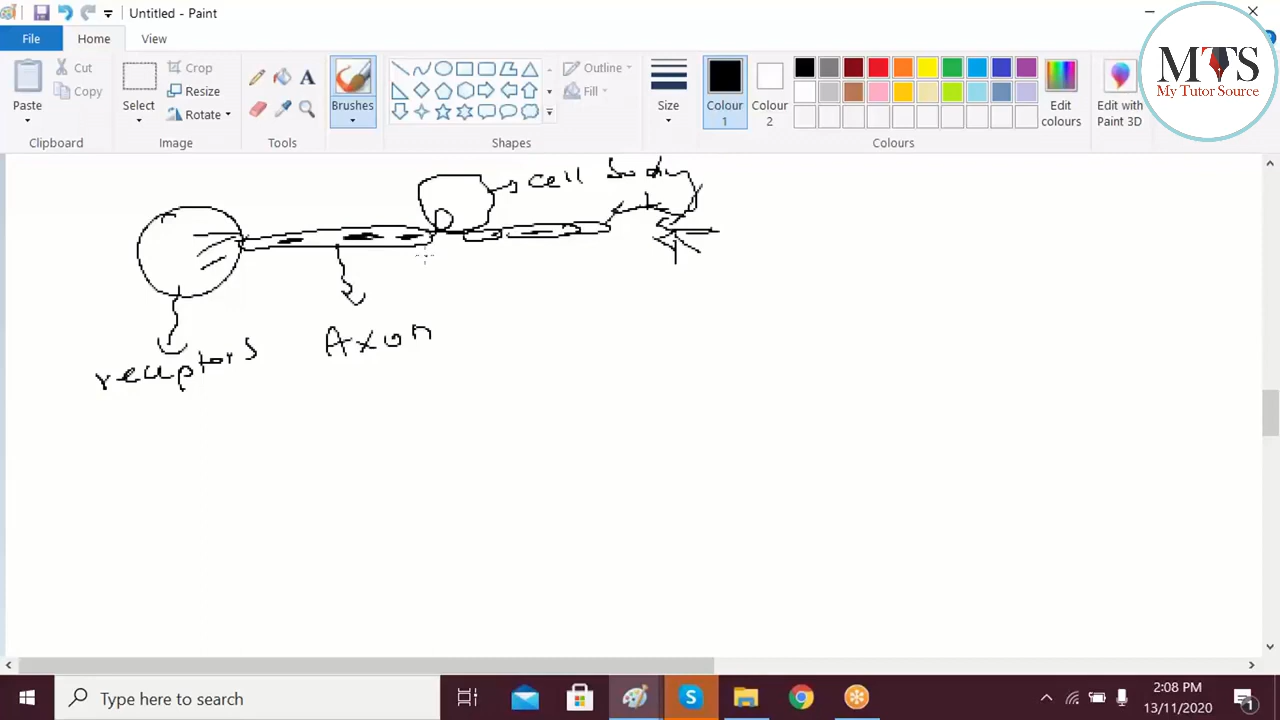 Untitled - Paint
File
Home
View
Paste
Cut
Copy
Clipboard
Select
Crop
Resize
Rotate
Image
Tools
Brushes
Shapes
Outline
Fill
Size
Colour
1
Colour
2
Colours
Edit
colours
Edit with
Paint 3D
MTS
My Tutor Source
cell body
Axon
receptors
Type here to search
2:08 PM
13/11/2020
1